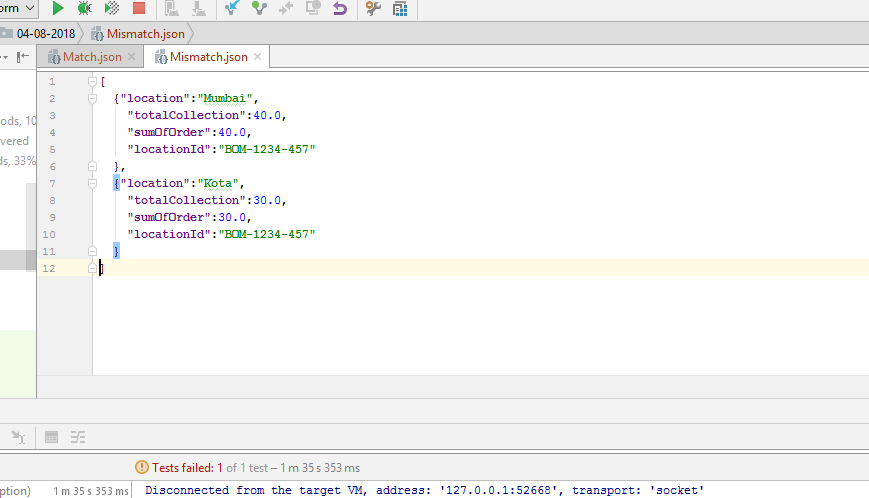 orm
04-08-2018 Mismatch.json
Match.json Mismatch.json
1 [
2 {"location":"Mumbai",
3 "totalCollection":40.0,
4 "sumOfOrder":40.0,
5 "locationId":"BOM-1234-457"
6 },
7 {"location":"Kota",
8 "totalCollection":30.0,
9 "sumOfOrder":30.0,
10 "locationId":"BOM-1234-457"
11 }
12 ]
ods, 10
vered
ds, 33%
Tests failed: 1 of 1 test – 1 m 35 s 353 ms
ption) 1 m 35 s 353 ms Disconnected from the target VM, address: '127.0.0.1:52668', transport: 'socket'